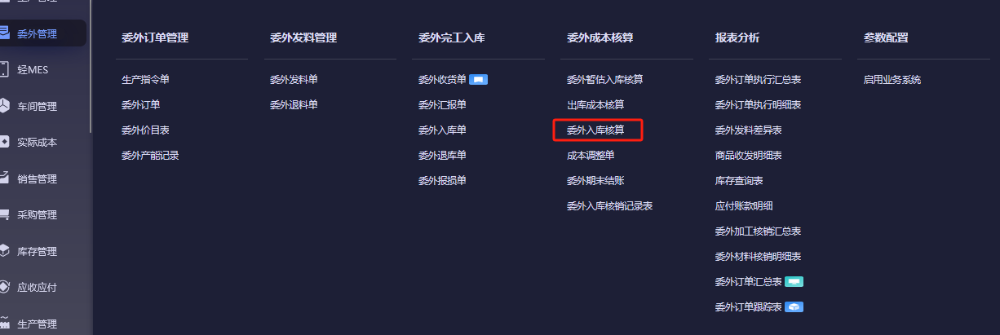 生产管理
委外管理
轻MES
车间管理
实际成本
销售管理
采购管理
库存管理
应收应付
生产管理
委外订单管理
生产指令单
委外订单
委外价目表
委外产能记录
委外发料管理
委外发料单
委外退料单
委外完工入库
委外收货单
委外汇报单
委外入库单
委外退库单
委外报损单
委外成本核算
委外暂估入库核算
出库成本核算
委外入库核算
成本调整单
委外期末结账
委外入库核销记录表
报表分析
委外订单执行汇总表
委外订单执行明细表
委外发料差异表
商品收发明细表
库存查询表
应付账款明细
委外加工核销汇总表
委外材料核销明细表
委外订单汇总表
委外订单跟踪表
参数配置
启用业务系统